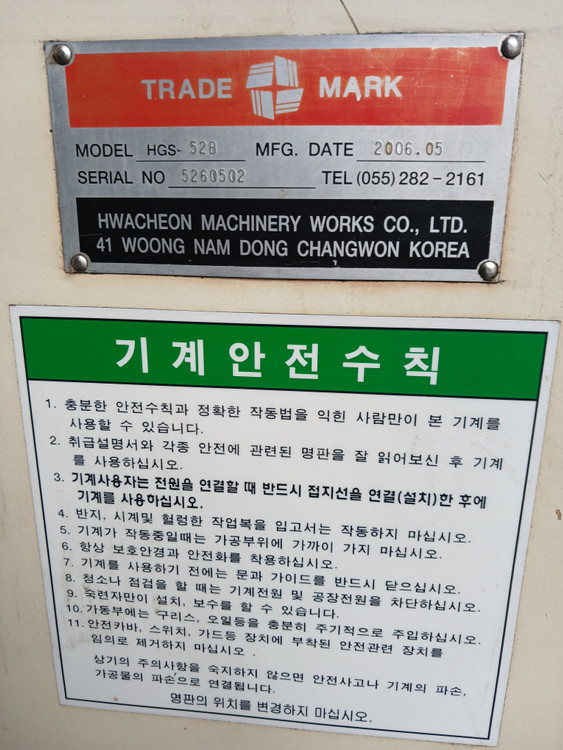 TRADE MARK
MODEL HGS-52B MFG. DATE 2006.05
SERIAL NO 5260502 TEL (055) 282-2161
HWACHEON MACHINERY WORKS CO., LTD.
41 WOONG NAM DONG CHANGWON KOREA
기계안전수칙
1. 충분한 안전수칙과 정확한 작동법을 익힌 사람만이 본 기계를
사용할 수 있습니다.
2. 취급설명서와 각종 안전에 관련된 명판을 잘 읽어보신 후 기계
를 사용하십시오.
3. 기계사용자는 전원을 연결할 때 반드시 접지선을 연결(설치)한 후에
기계를 사용하십시오.
4. 반지, 시계및 헐렁한 작업복을 입고서는 작동하지 마십시오.
5. 기계가 작동중일때는 가공부위에 가까이 가지 마십시오.
6. 항상 보호안경과 안전화를 착용하십시오.
7. 기계를 사용하기 전에는 문과 가이드를 반드시 닫으십시오.
8. 청소나 점검을 할 때는 기계전원 및 공장전원을 차단하십시오.
9. 숙련자만이 설치, 보수를 할 수 있습니다.
10. 가동부에는 구리스, 오일등을 충분히 주기적으로 주입하십시오.
11. 안전카바, 스위치, 가드등 장치에 부착된 안전관련 장치를
임의로 제거하지 마십시오 .
상기의 주의사항을 숙지하지 않으면 안전사고나 기계의 파손,
가공물의 파손으로 연결됩니다.
명판의 위치를 변경하지 마십시오.